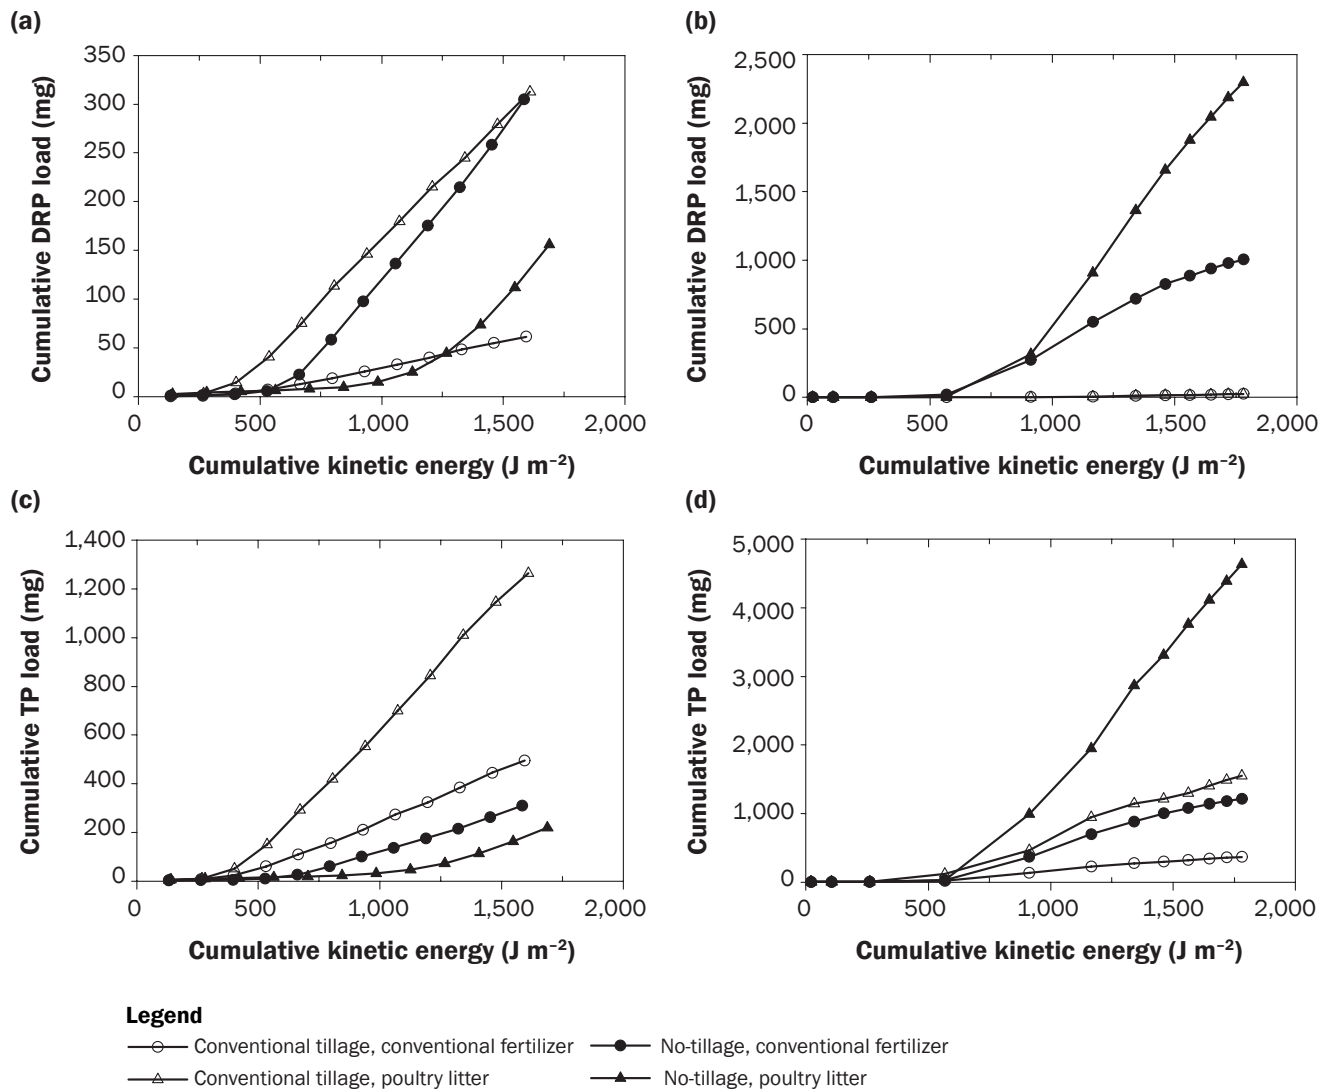 (a)
350
300
250
200
150
100
50
0
0 500 1,000 1,500 2,000
Cumulative DRP load (mg)
Cumulative kinetic energy (J m⁻²)
(b)
2,500
2,000
1,500
1,000
500
0
0 500 1,000 1,500 2,000
Cumulative DRP load (mg)
Cumulative kinetic energy (J m⁻²)
(c)
1,400
1,200
1,000
800
600
400
200
0
0 500 1,000 1,500 2,000
Cumulative TP load (mg)
Cumulative kinetic energy (J m⁻²)
(d)
5,000
4,000
3,000
2,000
1,000
0
0 500 1,000 1,500 2,000
Cumulative TP load (mg)
Cumulative kinetic energy (J m⁻²)
Legend
Conventional tillage, conventional fertilizer No-tillage, conventional fertilizer
Conventional tillage, poultry litter No-tillage, poultry litter